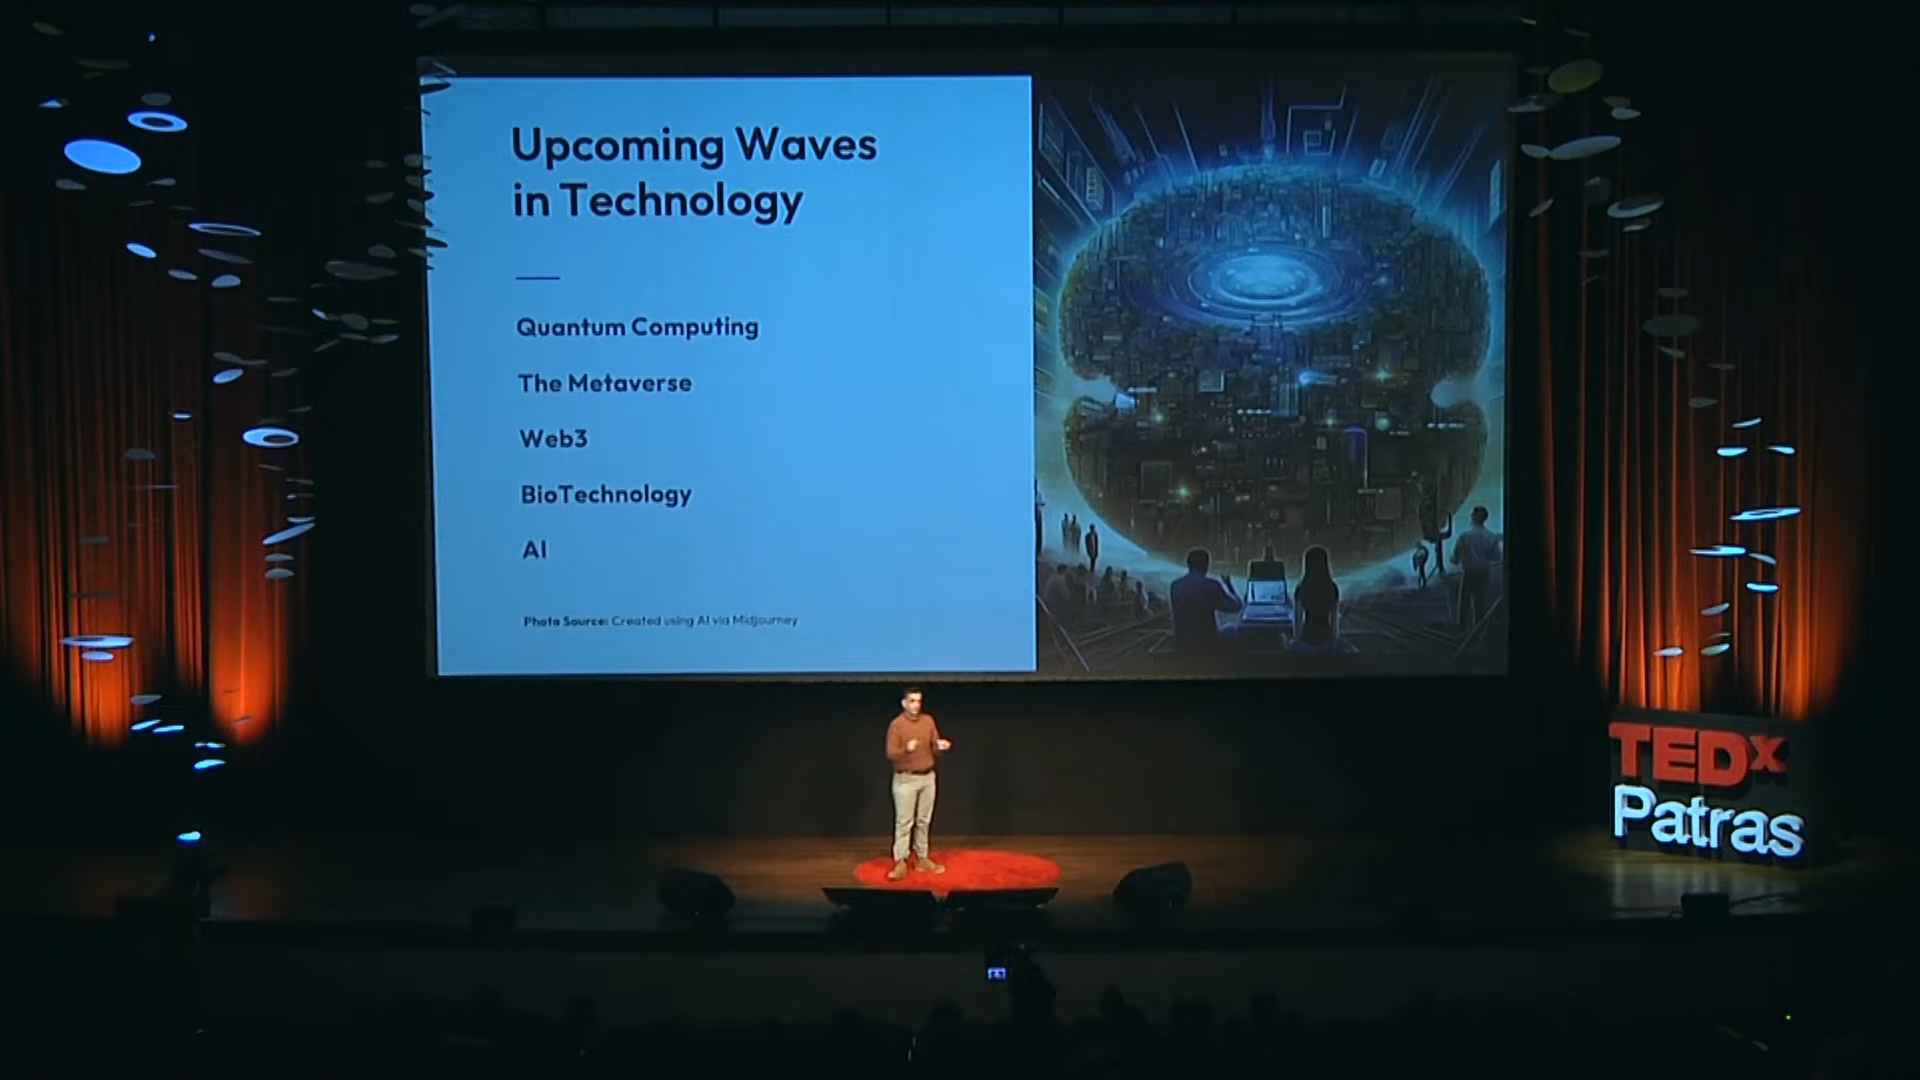 Upcoming Waves
in Technology
Quantum Computing
The Metaverse
Web3
BioTechnology
AI
Photo Source: Created using AI via Midjourney
TEDx
Patras